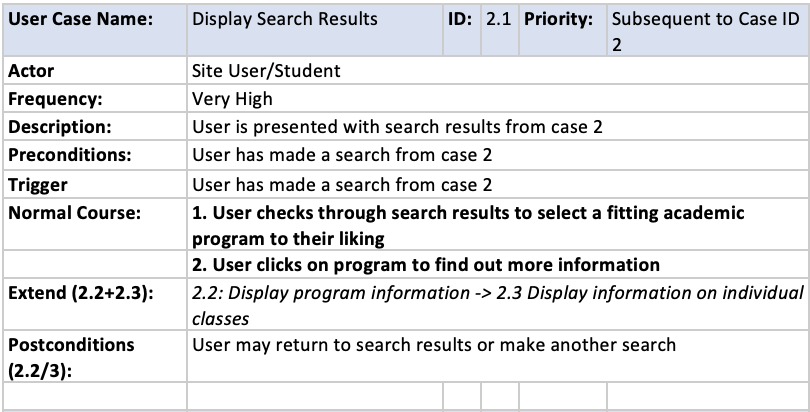 User Case Name: Display Search Results ID: 2.1 Priority: Subsequent to Case ID
2
Actor Site User/Student
Frequency: Very High
Description: User is presented with search results from case 2
Preconditions: User has made a search from case 2
Trigger User has made a search from case 2
Normal Course: 1. User checks through search results to select a fitting academic
program to their liking
2. User clicks on program to find out more information
Extend (2.2+2.3): 2.2: Display program information -> 2.3 Display information on individual
classes
Postconditions User may return to search results or make another search
(2.2/3):